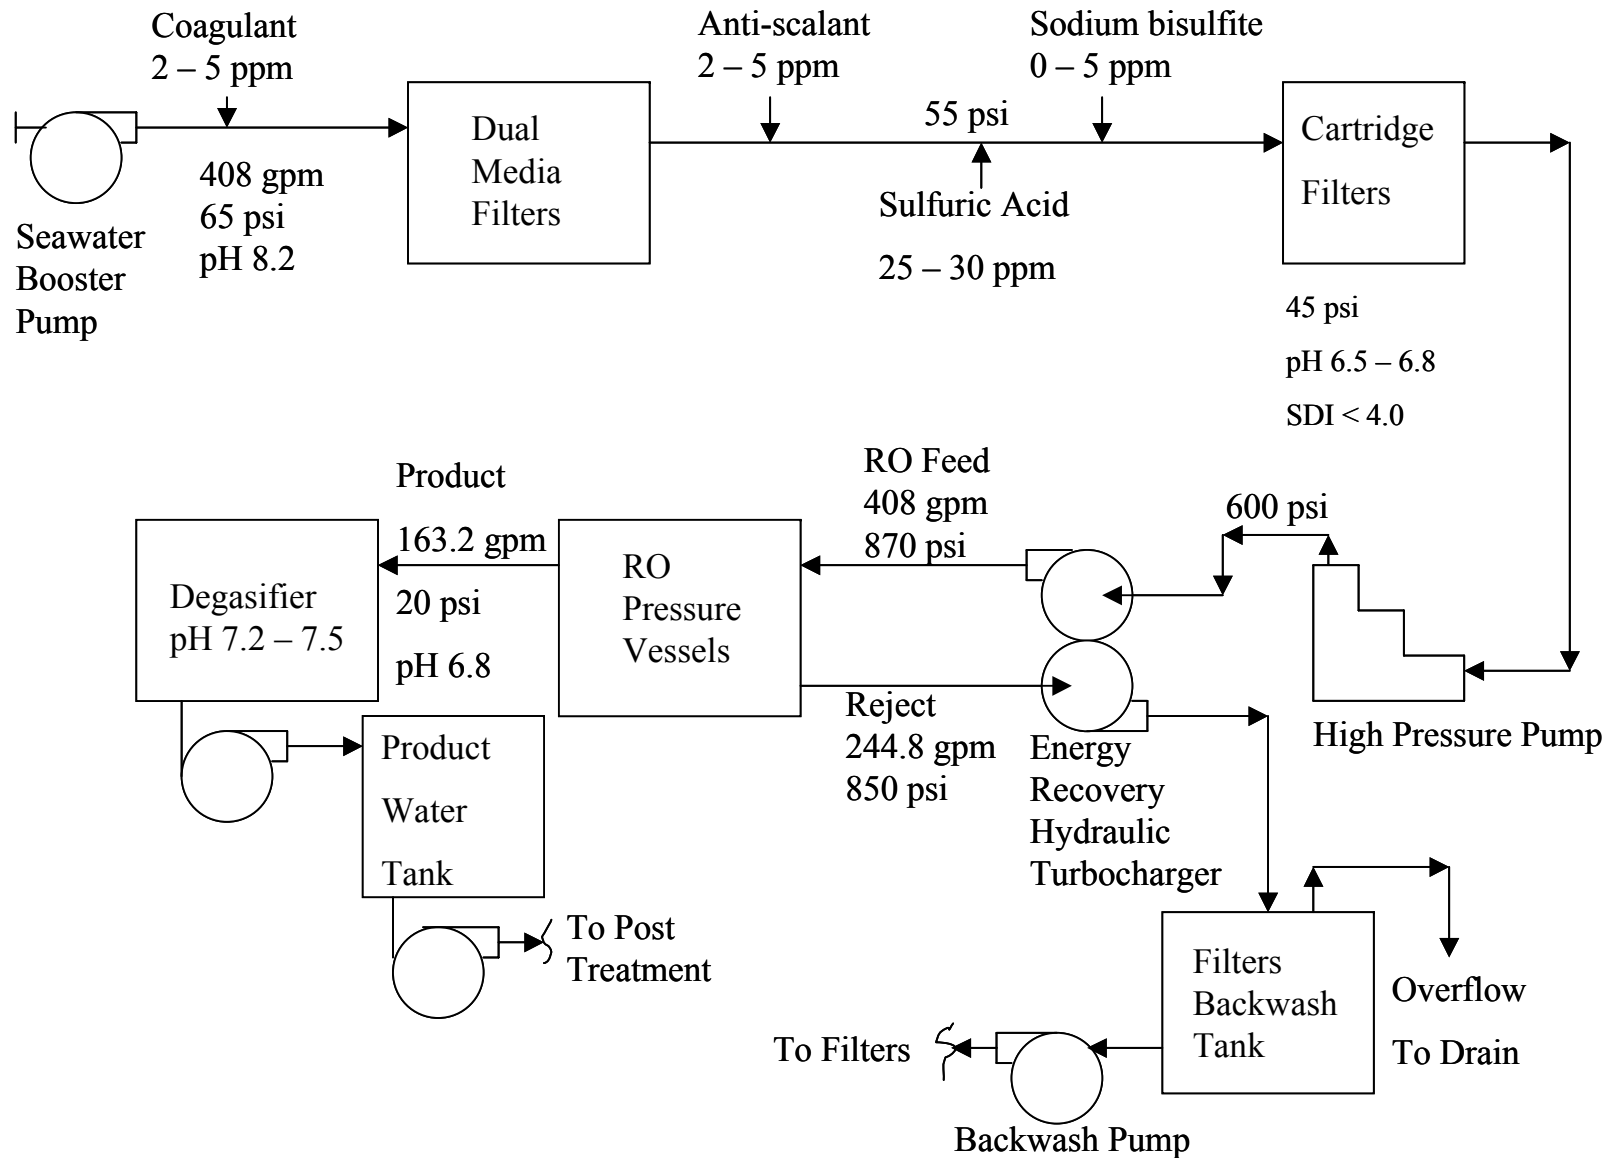 Coagulant
2 – 5 ppm
Anti-scalant
2 – 5 ppm
Sodium bisulfite
0 – 5 ppm
55 psi
Dual
Media
Filters
Cartridge
Filters
408 gpm
65 psi
pH 8.2
Seawater
Booster
Pump
Sulfuric Acid
25 – 30 ppm
45 psi
pH 6.5 – 6.8
SDI < 4.0
Product
163.2 gpm
20 psi
pH 6.8
RO Feed
408 gpm
870 psi
600 psi
Degasifier
pH 7.2 – 7.5
RO
Pressure
Vessels
Reject
244.8 gpm
850 psi
Energy
Recovery
Hydraulic
Turbocharger
High Pressure Pump
Product
Water
Tank
To Post
Treatment
Filters
Backwash
Tank
Overflow
To Drain
To Filters
Backwash Pump